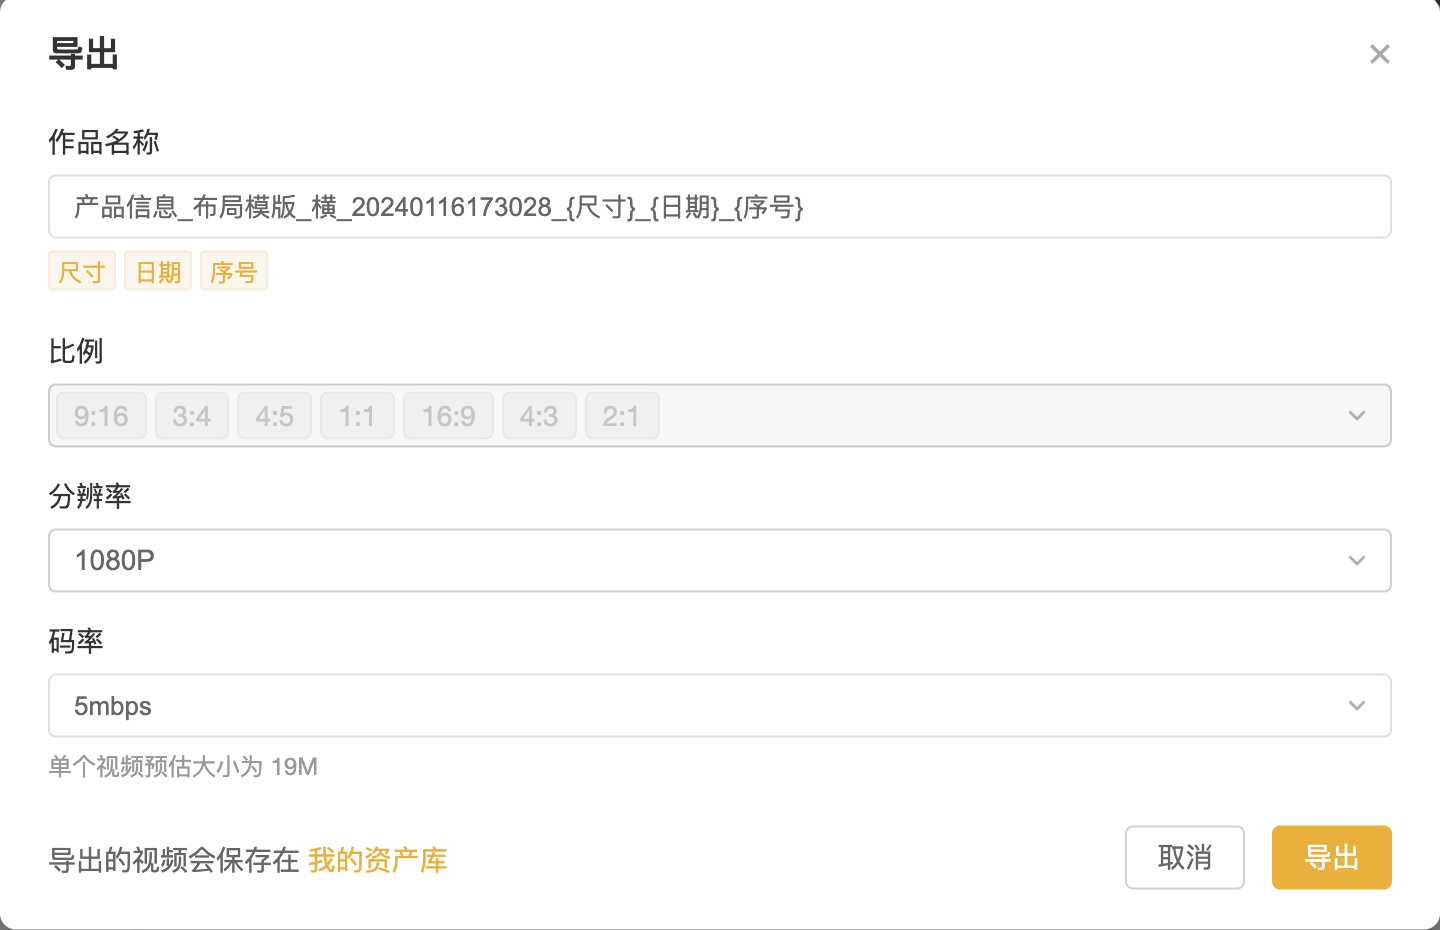 导出
作品名称
产品信息_布局模版_横_20240116173028_{尺寸}_{日期}_{序号}
尺寸 日期 序号
比例
9:16 3:4 4:5 1:1 16:9 4:3 2:1
分辨率
1080P
码率
5mbps
单个视频预估大小为 19M
导出的视频会保存在 我的资产库
取消 导出